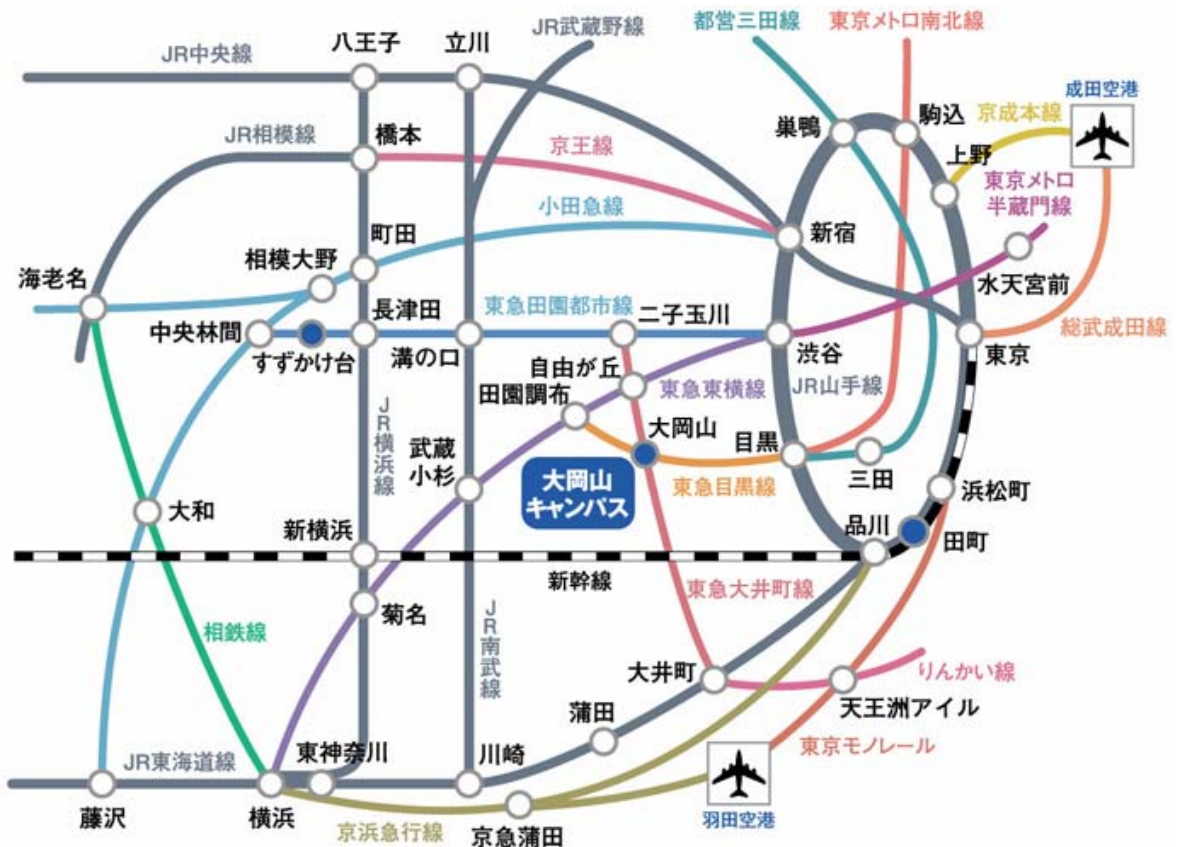 JR中央線
八王子
立川
JR武蔵野線
都営三田線
東京メトロ南北線
成田空港
JR相模線
橋本
京王線
巣鴨
駒込
京成本線
上野
東京メトロ
半蔵門線
小田急線
新宿
町田
相模大野
海老名
水天宮前
中央林間
すずかけ台
長津田
溝の口
東急田園都市線
二子玉川
渋谷
東京
総武成田線
自由が丘
東急東横線
JR山手線
田園調布
大岡山
目黒
三田
東急目黒線
大岡山
キャンパス
JR横浜線
武蔵
小杉
浜松町
品川
田町
大和
新横浜
新幹線
東急大井町線
相鉄線
菊名
JR南武線
大井町
りんかい線
天王洲アイル
蒲田
東京モノレール
JR東海道線
東神奈川
川崎
藤沢
横浜
京浜急行線
京急蒲田
羽田空港